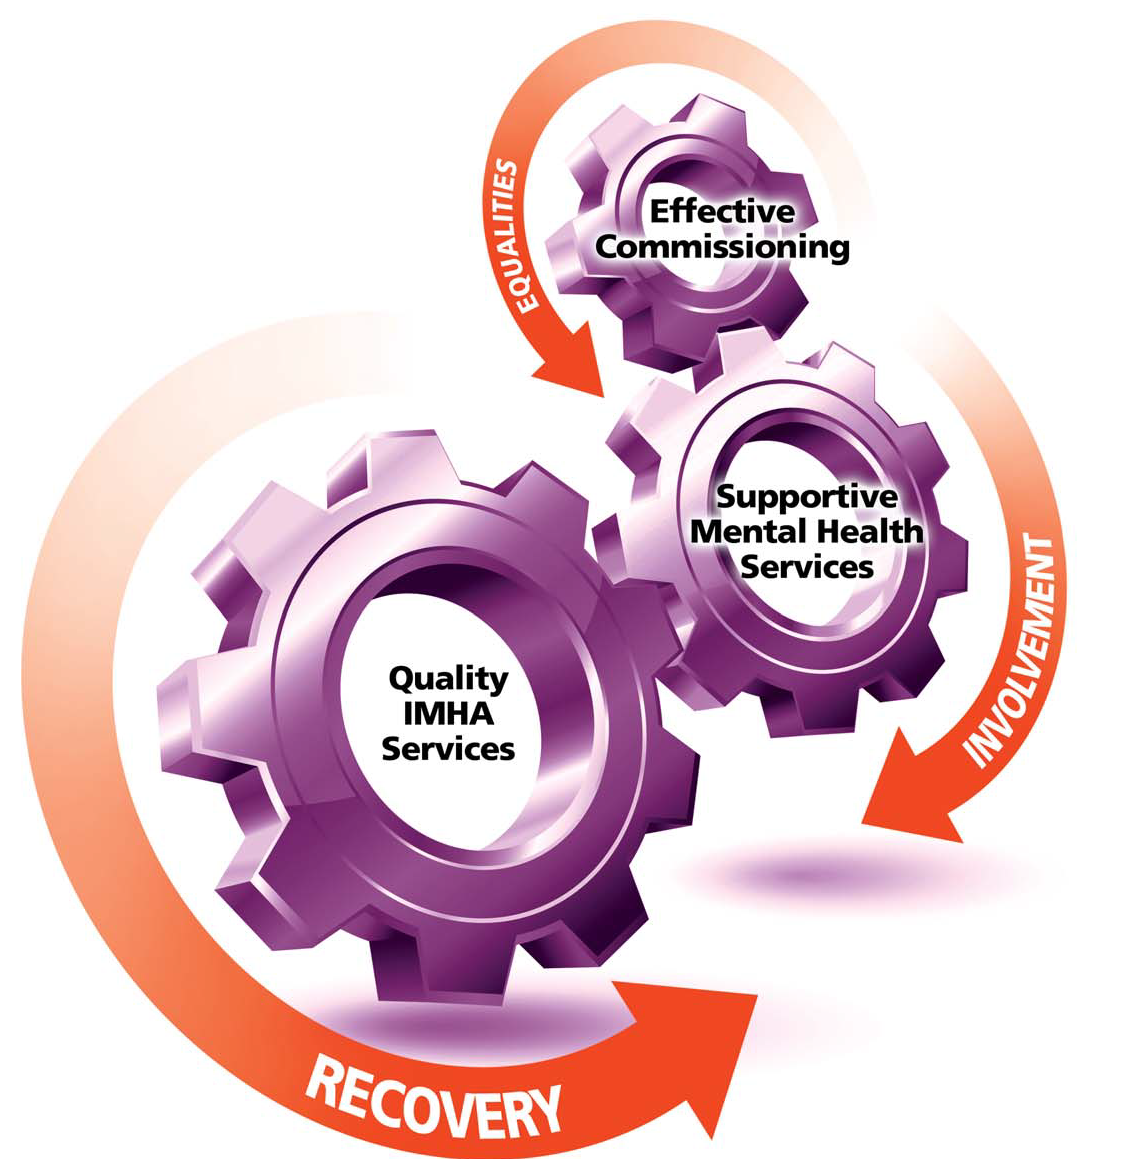 EQUALITIES
Effective
Commissioning
Supportive
Mental Health
Services
INVOLVEMENT
Quality
IMHA
Services
RECOVERY